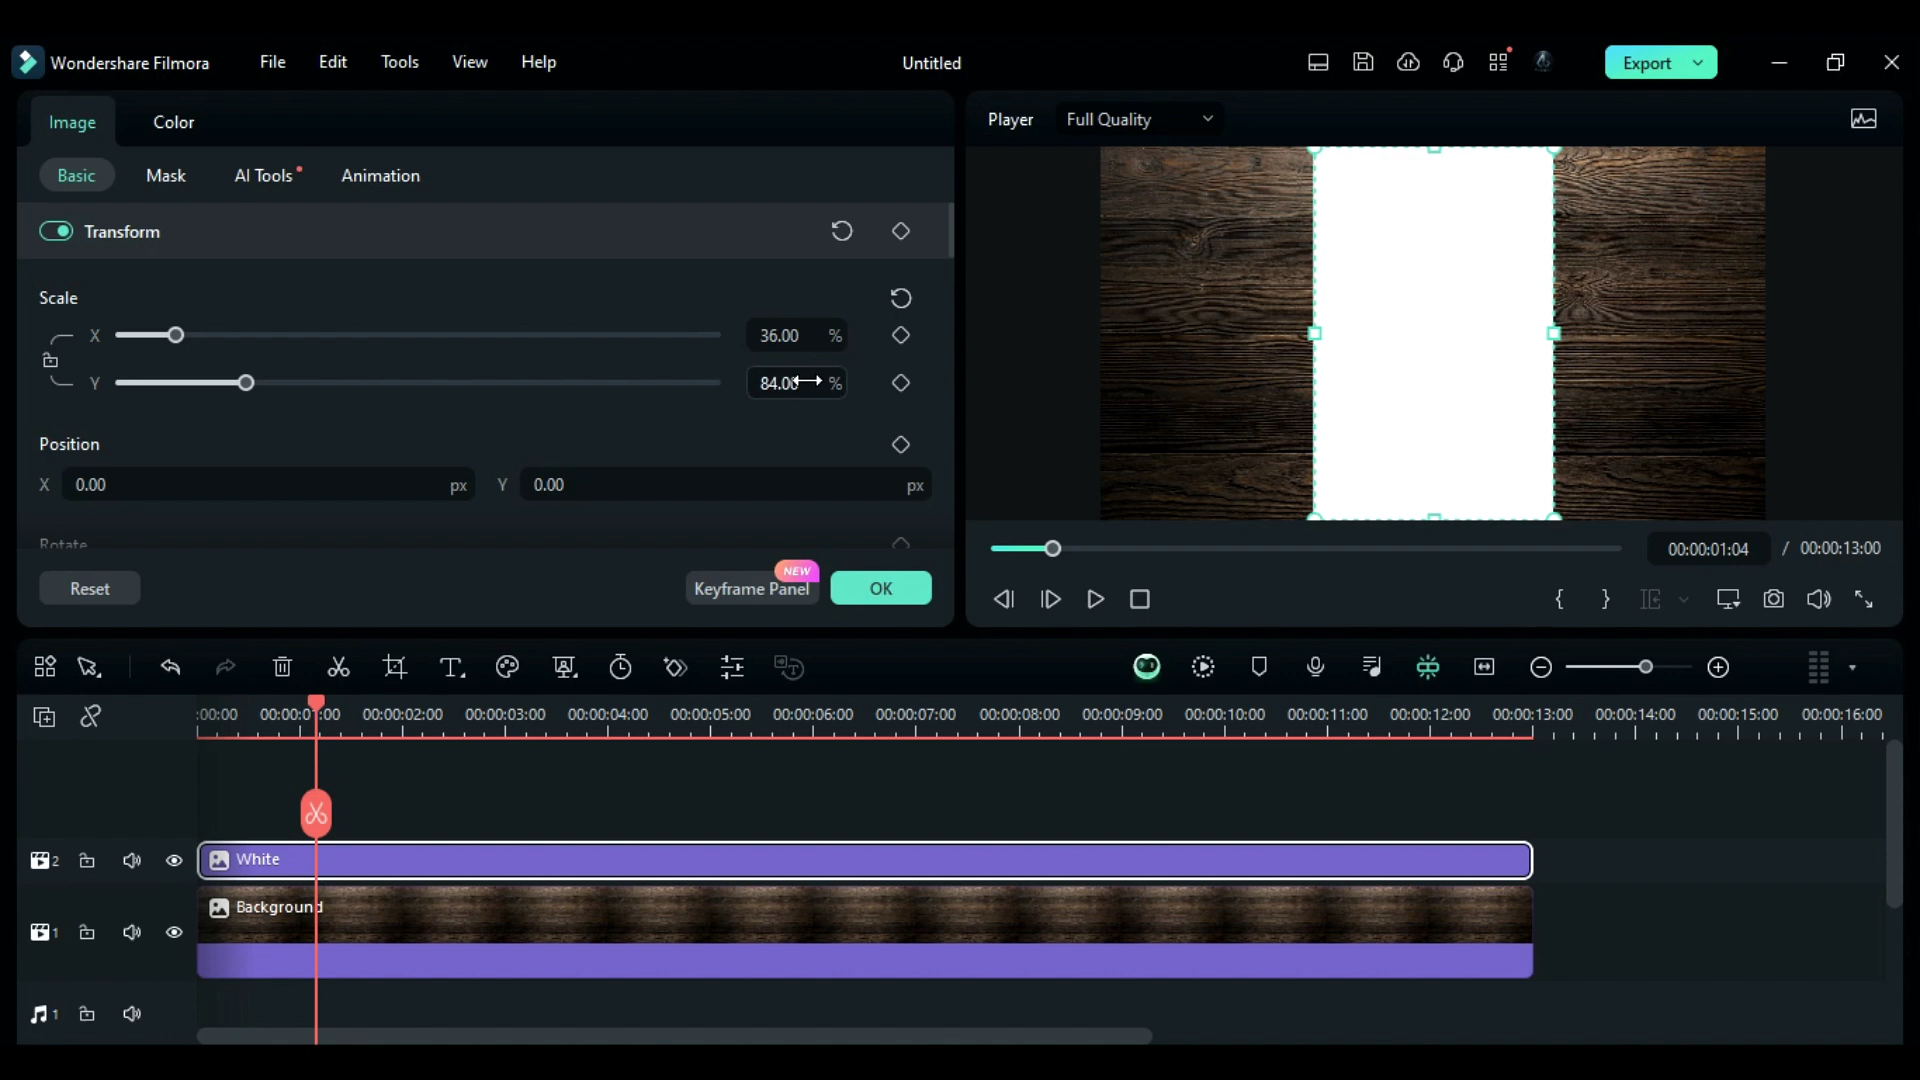 Wondershare Filmora File Edit Tools View Help Untitled Export
Image Color
Player Full Quality
Basic Mask AI Tools Animation
Transform
Scale
X 36.00 %
Y 84.00 %
Position
X 0.00 px Y 0.00 px
Rotate
00:00:01:04 / 00:00:13:00
Reset Keyframe Panel NEW OK
:00:00 00:00:01:00 00:00:02:00 00:00:03:00 00:00:04:00 00:00:05:00 00:00:06:00 00:00:07:00 00:00:08:00 00:00:09:00 00:00:10:00 00:00:11:00 00:00:12:00 00:00:13:00 00:00:14:00 00:00:15:00 00:00:16:00
2 White
Background
1
1